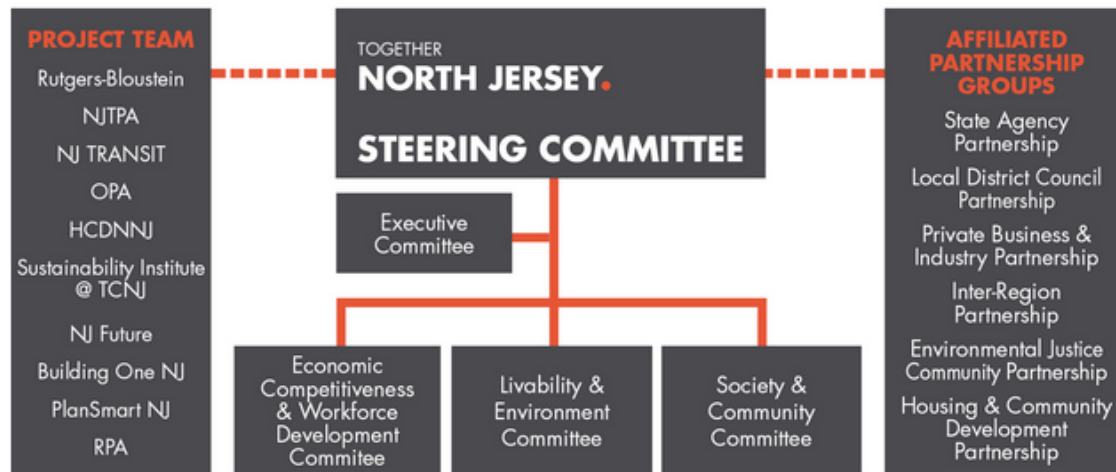 PROJECT TEAM
Rutgers-Bloustein
NJTPA
NJ TRANSIT
OPA
HCDNNJ
Sustainability Institute
@ TCNJ
NJ Future
Building One NJ
PlanSmart NJ
RPA
TOGETHER
NORTH JERSEY.
STEERING COMMITTEE
Executive
Committee
Economic
Competitiveness
& Workforce
Development
Commitee
Livability &
Environment
Committee
Society &
Community
Committee
AFFILIATED
PARTNERSHIP
GROUPS
State Agency
Partnership
Local District Council
Partnership
Private Business &
Industry Partnership
Inter-Region
Partnership
Environmental Justice
Community Partnership
Housing & Community
Development
Partnership